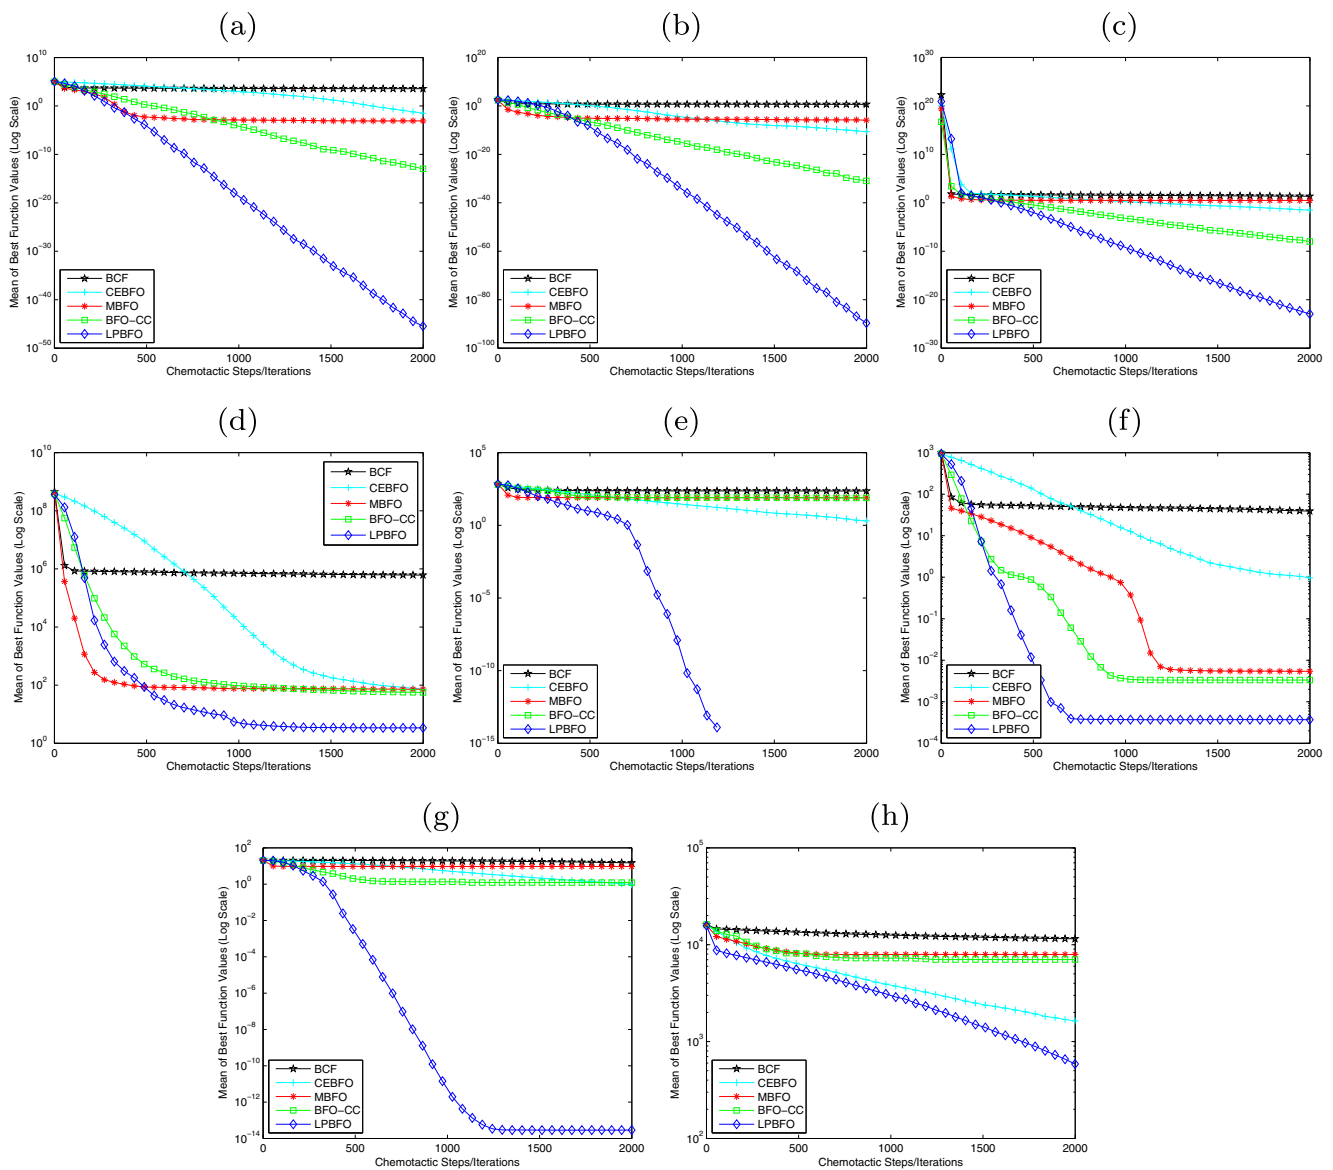 (a)
Mean of Best Function Values (Log Scale)
10^10
10^0
10^-10
10^-20
10^-30
10^-40
10^-50
BCF
CEBFO
MBFO
BFO-CC
LPBFO
0 500 1000 1500 2000
Chemotactic Steps/Iterations
(b)
Mean of Best Function Values (Log Scale)
10^20
10^0
10^-20
10^-40
10^-60
10^-80
10^-100
BCF
CEBFO
MBFO
BFO-CC
LPBFO
0 500 1000 1500 2000
Chemotactic Steps/Iterations
(c)
Mean of Best Function Values (Log Scale)
10^30
10^20
10^10
10^0
10^-10
10^-20
10^-30
BCF
CEBFO
MBFO
BFO-CC
LPBFO
0 500 1000 1500 2000
Chemotactic Steps/Iterations
(d)
Mean of Best Function Values (Log Scale)
10^10
10^8
10^6
10^4
10^2
10^0
BCF
CEBFO
MBFO
BFO-CC
LPBFO
0 500 1000 1500 2000
Chemotactic Steps/Iterations
(e)
Mean of Best Function Values (Log Scale)
10^5
10^0
10^-5
10^-10
10^-15
BCF
CEBFO
MBFO
BFO-CC
LPBFO
0 500 1000 1500 2000
Chemotactic Steps/Iterations
(f)
Mean of Best Function Values (Log Scale)
10^3
10^2
10^1
10^0
10^-1
10^-2
10^-3
10^-4
BCF
CEBFO
MBFO
BFO-CC
LPBFO
0 500 1000 1500 2000
Chemotactic Steps/Iterations
(g)
Mean of Best Function Values (Log Scale)
10^2
10^0
10^-2
10^-4
10^-6
10^-8
10^-10
10^-12
10^-14
BCF
CEBFO
MBFO
BFO-CC
LPBFO
0 500 1000 1500 2000
Chemotactic Steps/Iterations
(h)
Mean of Best Function Values (Log Scale)
10^5
10^4
10^3
10^2
BCF
CEBFO
MBFO
BFO-CC
LPBFO
0 500 1000 1500 2000
Chemotactic Steps/Iterations